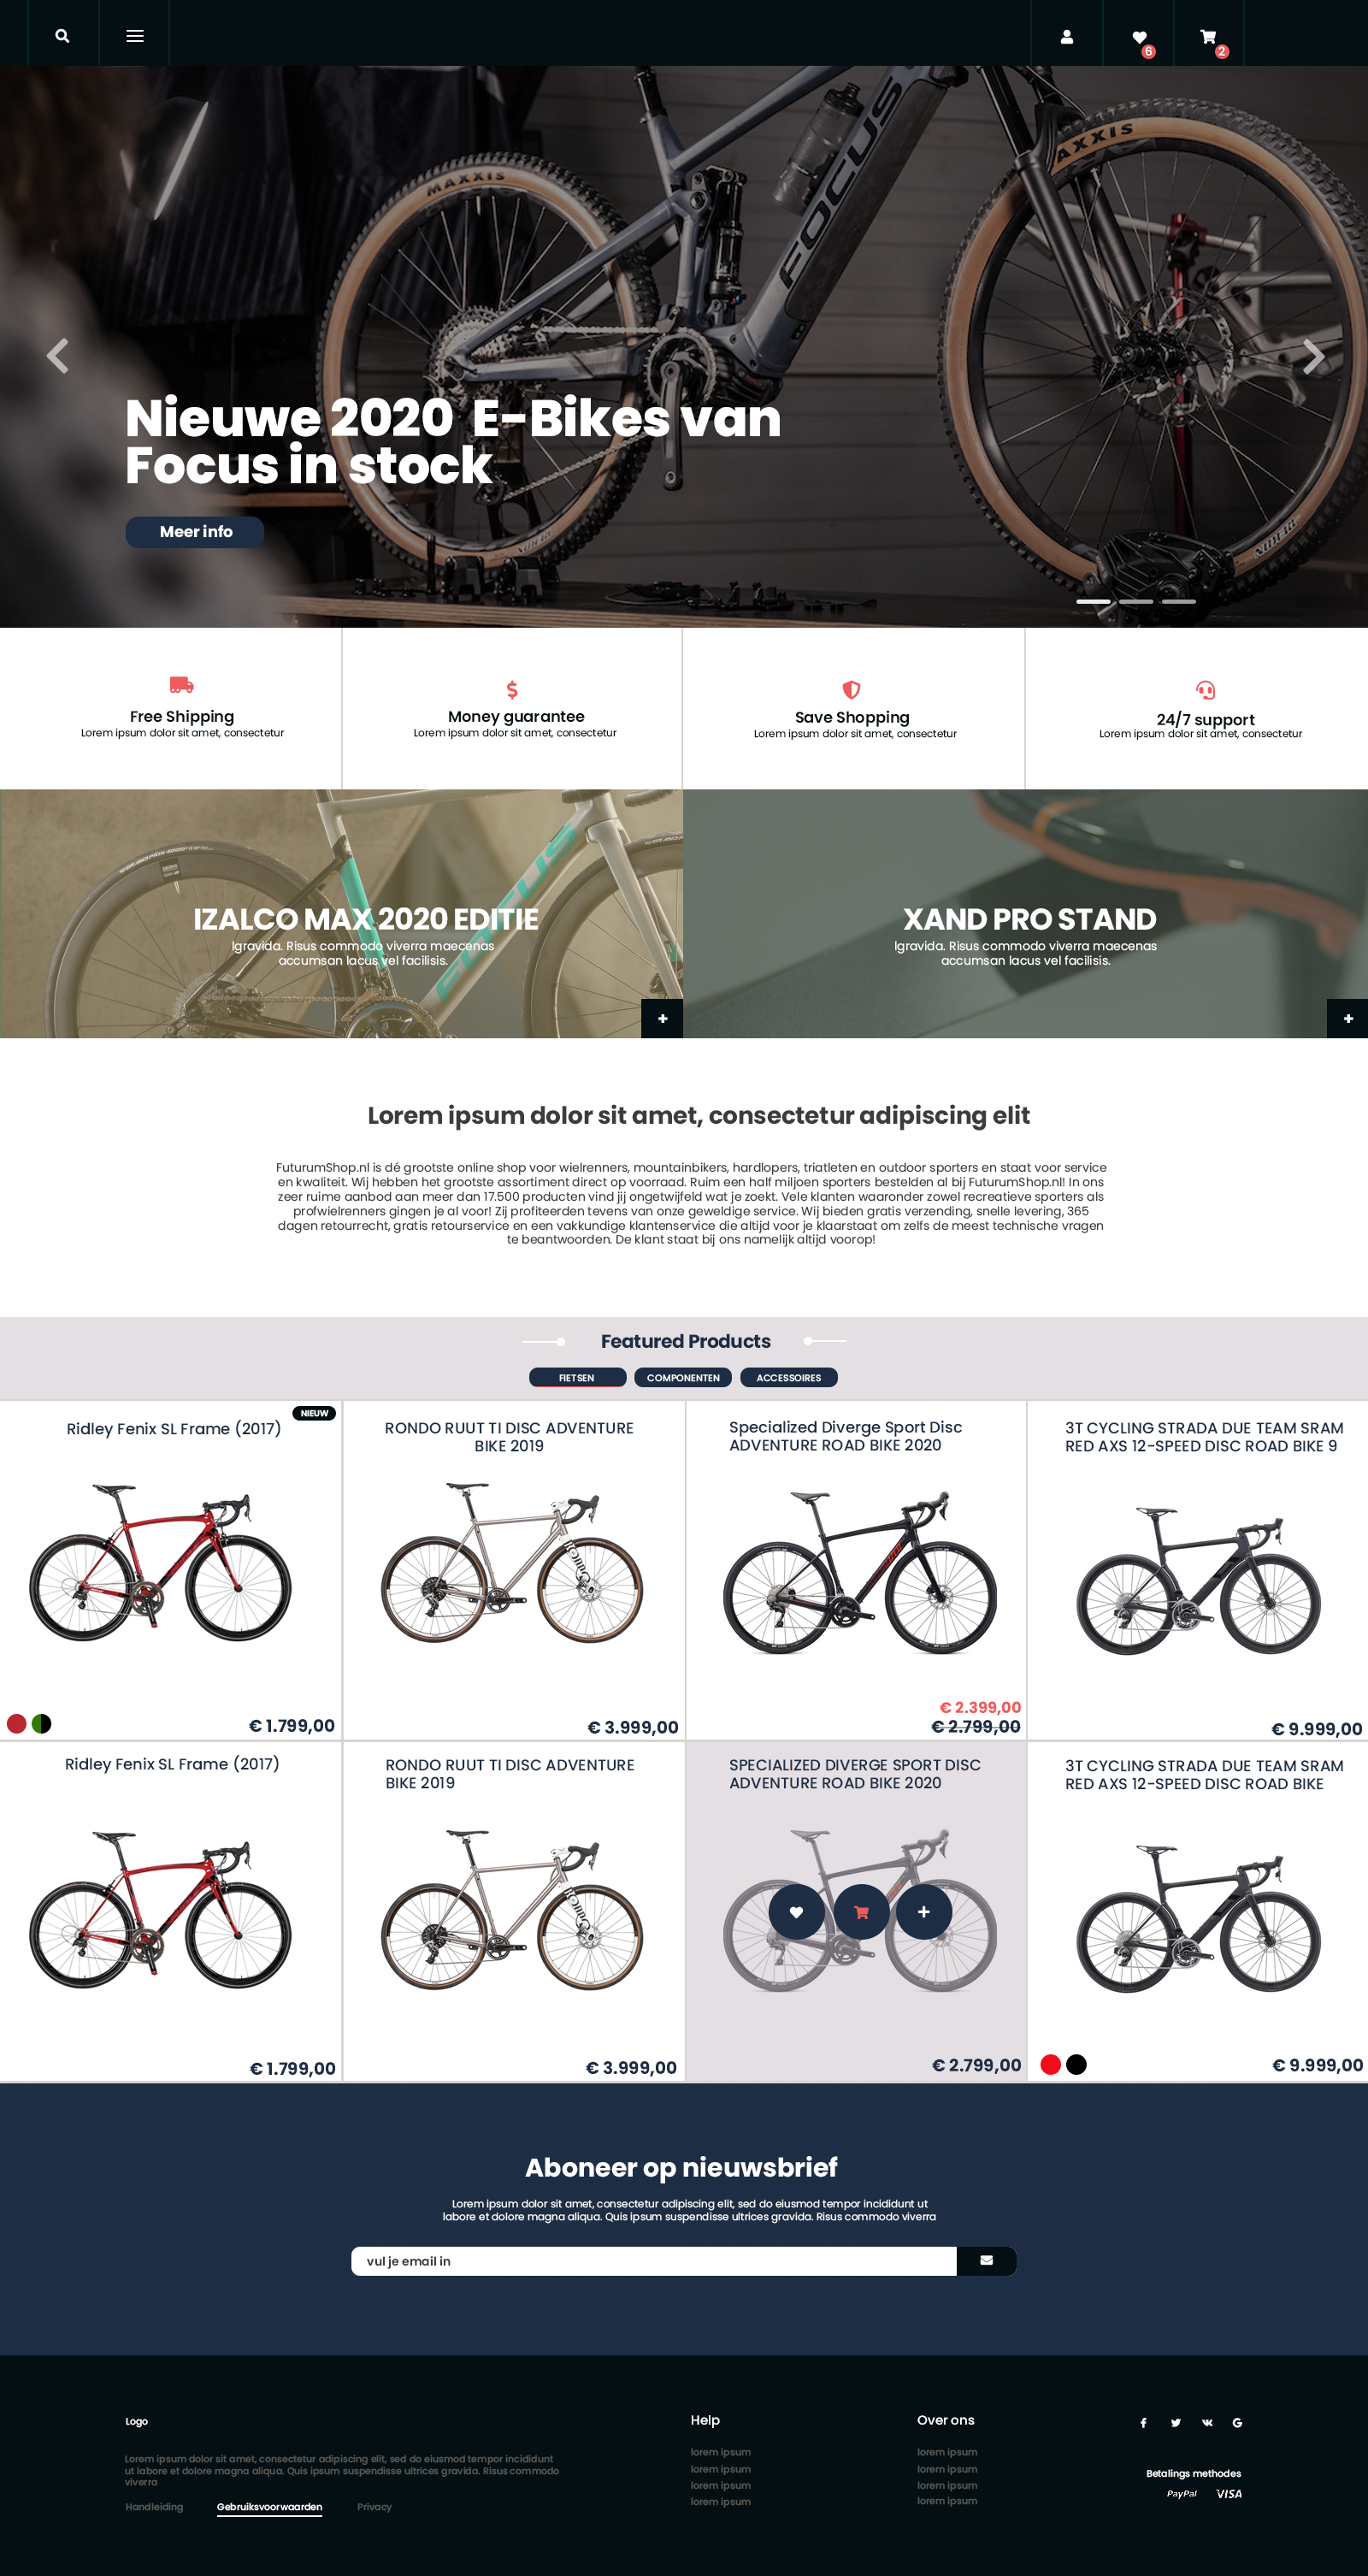 6
2
MAXXIS
FOCUS
AXXIS
Nieuwe 2020 E-Bikes van
Focus in stock
Meer info
Free Shipping
Lorem ipsum dolor sit amet, consectetur
Money guarantee
Lorem ipsum dolor sit amet, consectetur
Save Shopping
Lorem ipsum dolor sit amet, consectetur
24/7 support
Lorem ipsum dolor sit amet, consectetur
IZALCO MAX 2020 EDITIE
lgravida. Risus commodo viverra maecenas
accumsan lacus vel facilisis.
+
XAND PRO STAND
lgravida. Risus commodo viverra maecenas
accumsan lacus vel facilisis.
+
Lorem ipsum dolor sit amet, consectetur adipiscing elit
FuturumShop.nl is dé grootste online shop voor wielrenners, mountainbikers, hardlopers, triatleten en outdoor sporters en staat voor service
en kwaliteit. Wij hebben het grootste assortiment direct op voorraad. Ruim een half miljoen sporters bestelden al bij FuturumShop.nl! In ons
zeer ruime aanbod aan meer dan 17.500 producten vind jij ongetwijfeld wat je zoekt. Vele klanten waaronder zowel recreatieve sporters als
profwielrenners gingen je al voor! Zij profiteerden tevens van onze geweldige service. Wij bieden gratis verzending, snelle levering, 365
dagen retourrecht, gratis retourservice en een vakkundige klantenservice die altijd voor je klaarstaat om zelfs de meest technische vragen
te beantwoorden. De klant staat bij ons namelijk altijd voorop!
Featured Products
FIETSEN
COMPONENTEN
ACCESSOIRES
NIEUW
Ridley Fenix SL Frame (2017)
€ 1.799,00
RONDO RUUT TI DISC ADVENTURE
BIKE 2019
€ 3.999,00
Specialized Diverge Sport Disc
ADVENTURE ROAD BIKE 2020
€ 2.399,00
€ 2.799,00
3T CYCLING STRADA DUE TEAM SRAM
RED AXS 12-SPEED DISC ROAD BIKE 9
€ 9.999,00
Ridley Fenix SL Frame (2017)
€ 1.799,00
RONDO RUUT TI DISC ADVENTURE
BIKE 2019
€ 3.999,00
SPECIALIZED DIVERGE SPORT DISC
ADVENTURE ROAD BIKE 2020
€ 2.799,00
3T CYCLING STRADA DUE TEAM SRAM
RED AXS 12-SPEED DISC ROAD BIKE
€ 9.999,00
Aboneer op nieuwsbrief
Lorem ipsum dolor sit amet, consectetur adipiscing elit, sed do eiusmod tempor incididunt ut
labore et dolore magna aliqua. Quis ipsum suspendisse ultrices gravida. Risus commodo viverra
vul je email in
Logo
Lorem ipsum dolor sit amet, consectetur adipiscing elit, sed do eiusmod tempor incididunt
ut labore et dolore magna aliqua. Quis ipsum suspendisse ultrices gravida. Risus commodo
viverra
Handleiding
Gebruiksvoorwaarden
Privacy
Help
lorem ipsum
lorem ipsum
lorem ipsum
lorem ipsum
Over ons
lorem ipsum
lorem ipsum
lorem ipsum
lorem ipsum
Betalings methodes
PayPal
VISA